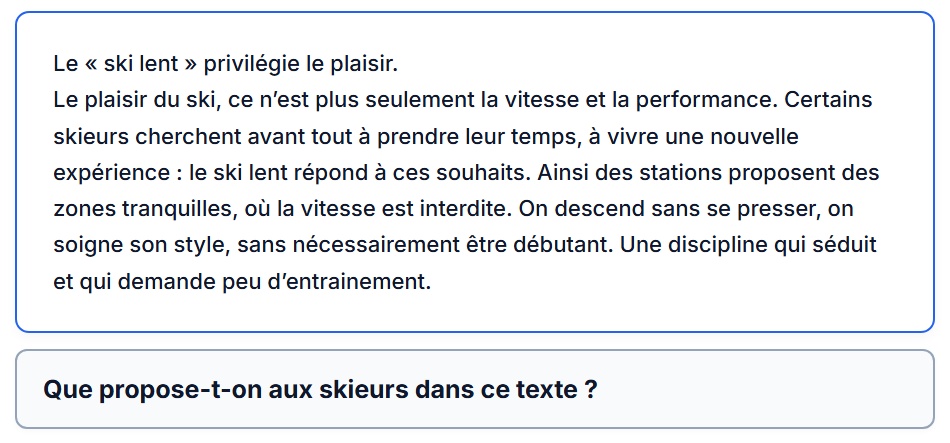 Le « ski lent » privilégie le plaisir.
Le plaisir du ski, ce n’est plus seulement la vitesse et la performance. Certains
skieurs cherchent avant tout à prendre leur temps, à vivre une nouvelle
expérience : le ski lent répond à ces souhaits. Ainsi des stations proposent des
zones tranquilles, où la vitesse est interdite. On descend sans se presser, on
soigne son style, sans nécessairement être débutant. Une discipline qui séduit
et qui demande peu d’entrainement.
Que propose-t-on aux skieurs dans ce texte ?